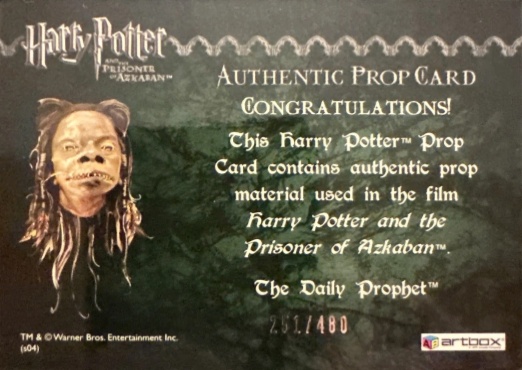 Harry Potter
AND THE
PRISONER
OF AZKABAN™
AUTHENTIC PROP CARD
CONGRATULATIONS!
This Harry Potter™ Prop
Card contains authentic prop
material used in the film
Harry Potter and the
Prisoner of Azkaban™.
The Daily Prophet™
251/480
TM & © Warner Bros. Entertainment Inc.
(s04)
artbox